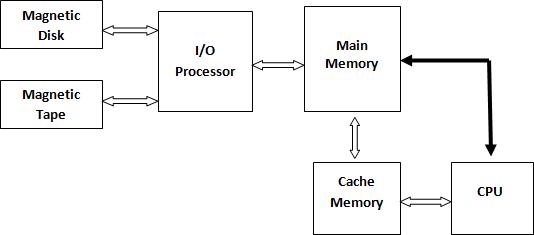 Magnetic
Disk
I/O
Processor
Main
Memory
Magnetic
Tape
Cache
Memory
CPU